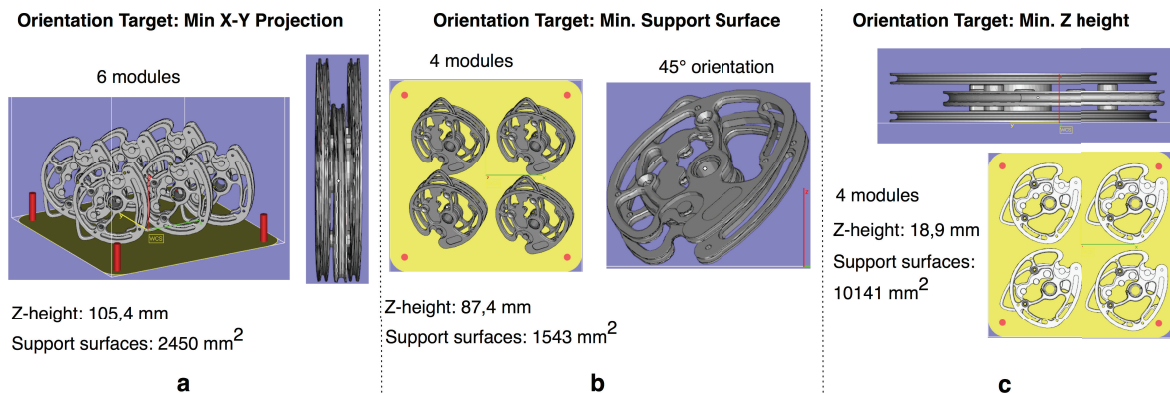 Orientation Target: Min X-Y Projection
6 modules
WCS
Z-height: 105,4 mm
Support surfaces: 2450 mm2
a
Orientation Target: Min. Support Surface
4 modules
45° orientation
Z-height: 87,4 mm
Support surfaces: 1543 mm2
b
Orientation Target: Min. Z height
WCS
4 modules
Z-height: 18,9 mm
Support surfaces:
10141 mm2
c